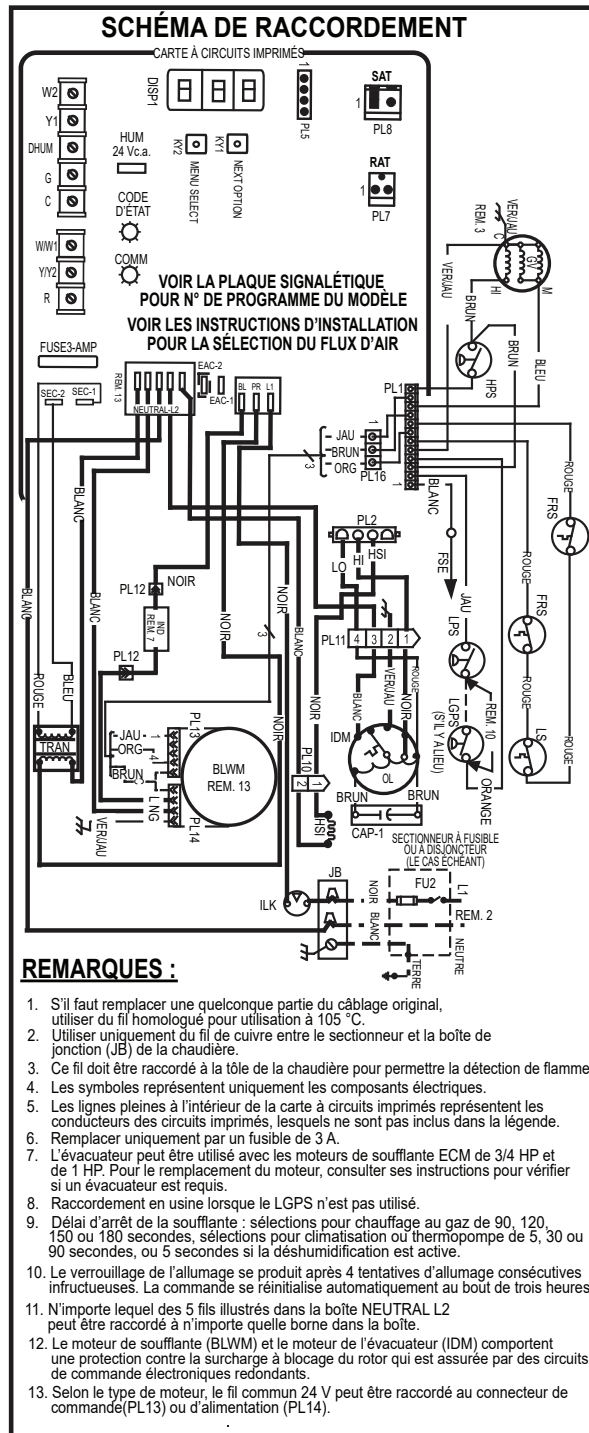 SCHÉMA DE RACCORDEMENT
CARTE À CIRCUITS IMPRIMÉS
W2
Y1
DHUM
G
C
W/W1
Y/Y2
R
DISP1
1
PL5
SAT
1
PL8
HUM
24 Vc.a.
KY2
MENU SELECT
KY1
NEXT OPTION
RAT
1
PL7
CODE
D'ÉTAT
COMM
VOIR LA PLAQUE SIGNALÉTIQUE
POUR N° DE PROGRAMME DU MODÈLE
VOIR LES INSTRUCTIONS D'INSTALLATION
POUR LA SÉLECTION DU FLUX D'AIR
VER/JAU
REM. 3
C
GV
HI
M
VER/JAU
BRUN
BRUN
BLEU
HPS
FUSE3-AMP
SEC-2
SEC-1
REM. 13
NEUTRAL-L2
EAC-2
EAC-1
BL PR L1
PL1
1
JAU
BRUN
ORG
3
1
PL16
BLANC
FSE
ROUGE
FRS
ROUGE
FRS
ROUGE
LS
ROUGE
JAU
LPS
LGPS
(S'IL Y A LIEU)
REM. 10
ORANGE
PL2
LO
HI
HSI
PL11
4 3 2 1
BLANC
VER/JAU
NOIR
ROUGE
IDM
OL
BRUN
BRUN
CAP-1
BLANC
BLANC
BLANC
PL12
NOIR
IND
REM. 7
PL12
NOIR
NOIR
3
NOIR
BLANC
NOIR
PL10
2 1
HSI
ROUGE
BLEU
TRAN
JAU
ORG
BRUN
1
4
3
PL13
L NG
VER/JAU
PL14
BLWM
REM. 13
SECTIONNEUR À FUSIBLE
OU À DISJONCTEUR
(LE CAS ÉCHÉANT)
ILK
JB
NOIR
BLANC
FU2
L1
REM. 2
NEUTRE
TERRE
REMARQUES :
1. S'il faut remplacer une quelconque partie du câblage original,
utiliser du fil homologué pour utilisation à 105 °C.
2. Utiliser uniquement du fil de cuivre entre le sectionneur et la boîte de
jonction (JB) de la chaudière.
3. Ce fil doit être raccordé à la tôle de la chaudière pour permettre la détection de flamme
4. Les symboles représentent uniquement les composants électriques.
5. Les lignes pleines à l'intérieur de la carte à circuits imprimés représentent les
conducteurs des circuits imprimés, lesquels ne sont pas inclus dans la légende.
6. Remplacer uniquement par un fusible de 3 A.
7. L'évacuateur peut être utilisé avec les moteurs de soufflante ECM de 3/4 HP et
de 1 HP. Pour le remplacement du moteur, consulter ses instructions pour vérifier
si un évacuateur est requis.
8. Raccordement en usine lorsque le LGPS n'est pas utilisé.
9. Délai d'arrêt de la soufflante : sélections pour chauffage au gaz de 90, 120,
150 ou 180 secondes, sélections pour climatisation ou thermopompe de 5, 30 ou
90 secondes, ou 5 secondes si la déshumidification est active.
10. Le verrouillage de l'allumage se produit après 4 tentatives d'allumage consécutives
infructueuses. La commande se réinitialise automatiquement au bout de trois heures
11. N'importe lequel des 5 fils illustrés dans la boîte NEUTRAL L2
peut être raccordé à n'importe quelle borne dans la boîte.
12. Le moteur de soufflante (BLWM) et le moteur de l'évacuateur (IDM) comportent
une protection contre la surcharge à blocage du rotor qui est assurée par des circuits
de commande électroniques redondants.
13. Selon le type de moteur, le fil commun 24 V peut être raccordé au connecteur de
commande(PL13) ou d'alimentation (PL14).